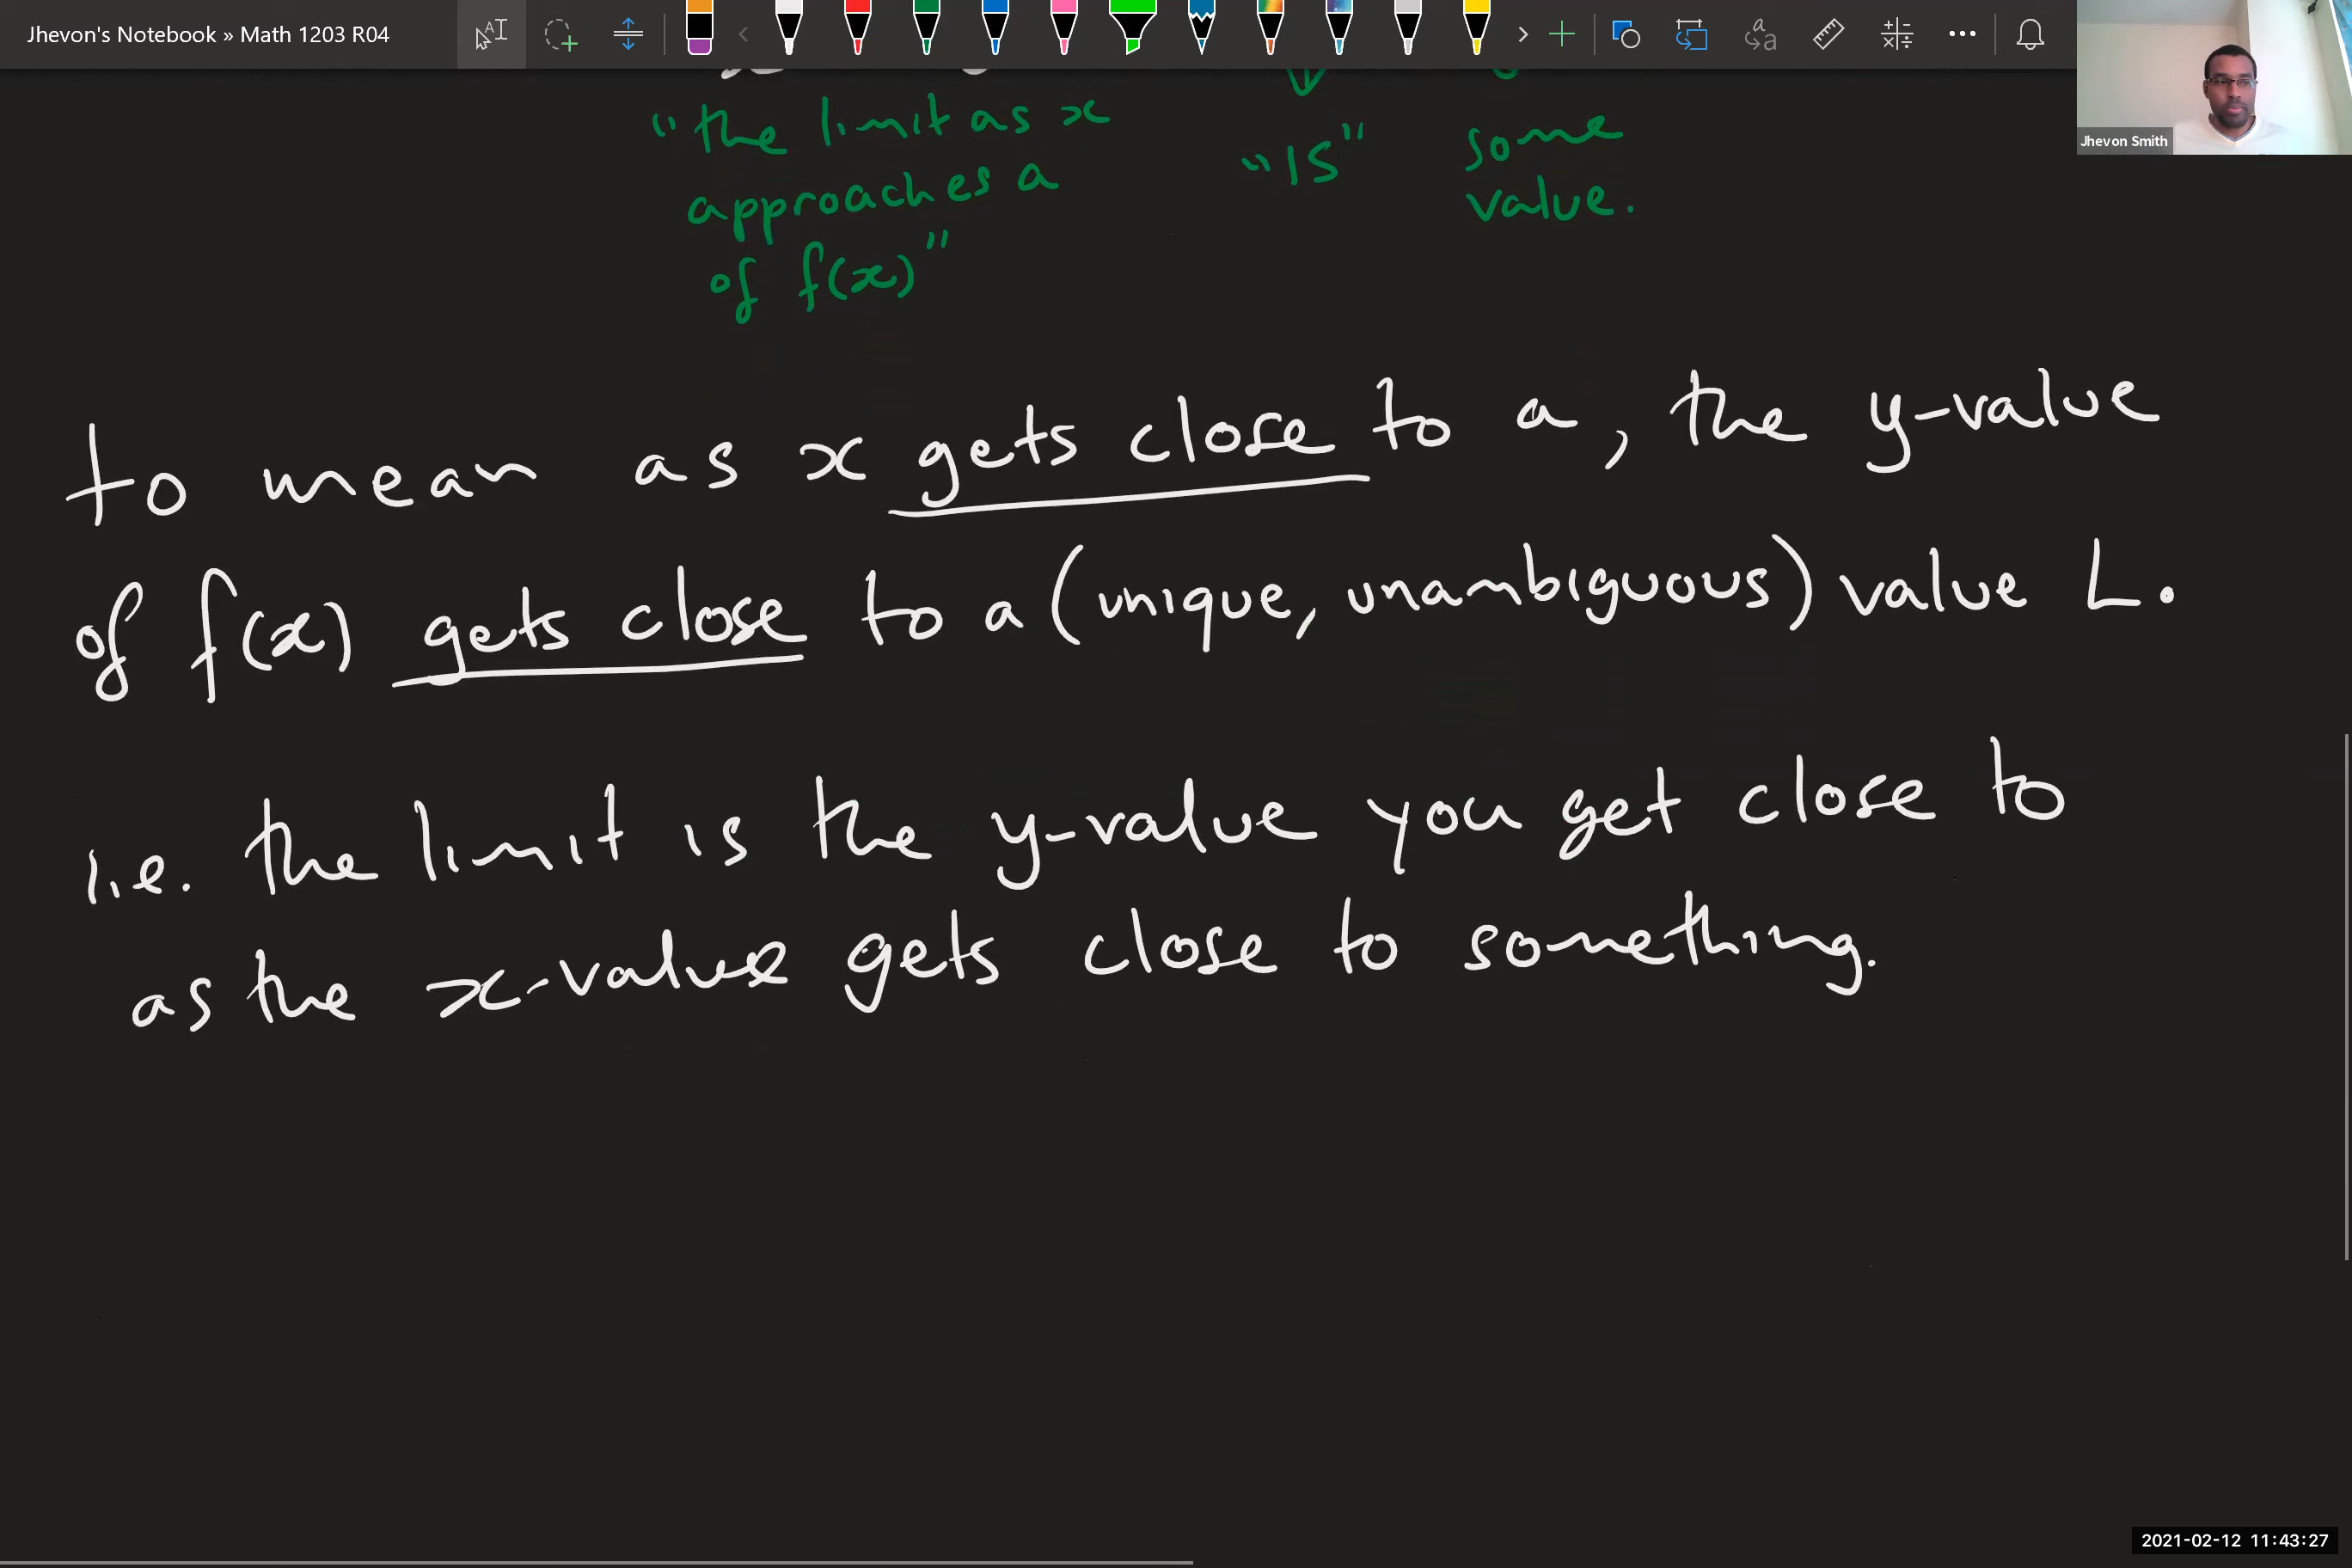 Jhevon's Notebook » Math 1203 R04
Jhevon Smith
"the limit as x
approaches a
of f(x)"
"IS"
some
value.
to mean as x gets close to a, the y-value
of f(x) gets close to a (unique, unambiguous) value L.
i.e. the limit is the y-value you get close to
as the x-value gets close to something.
2021-02-12 11:43:27